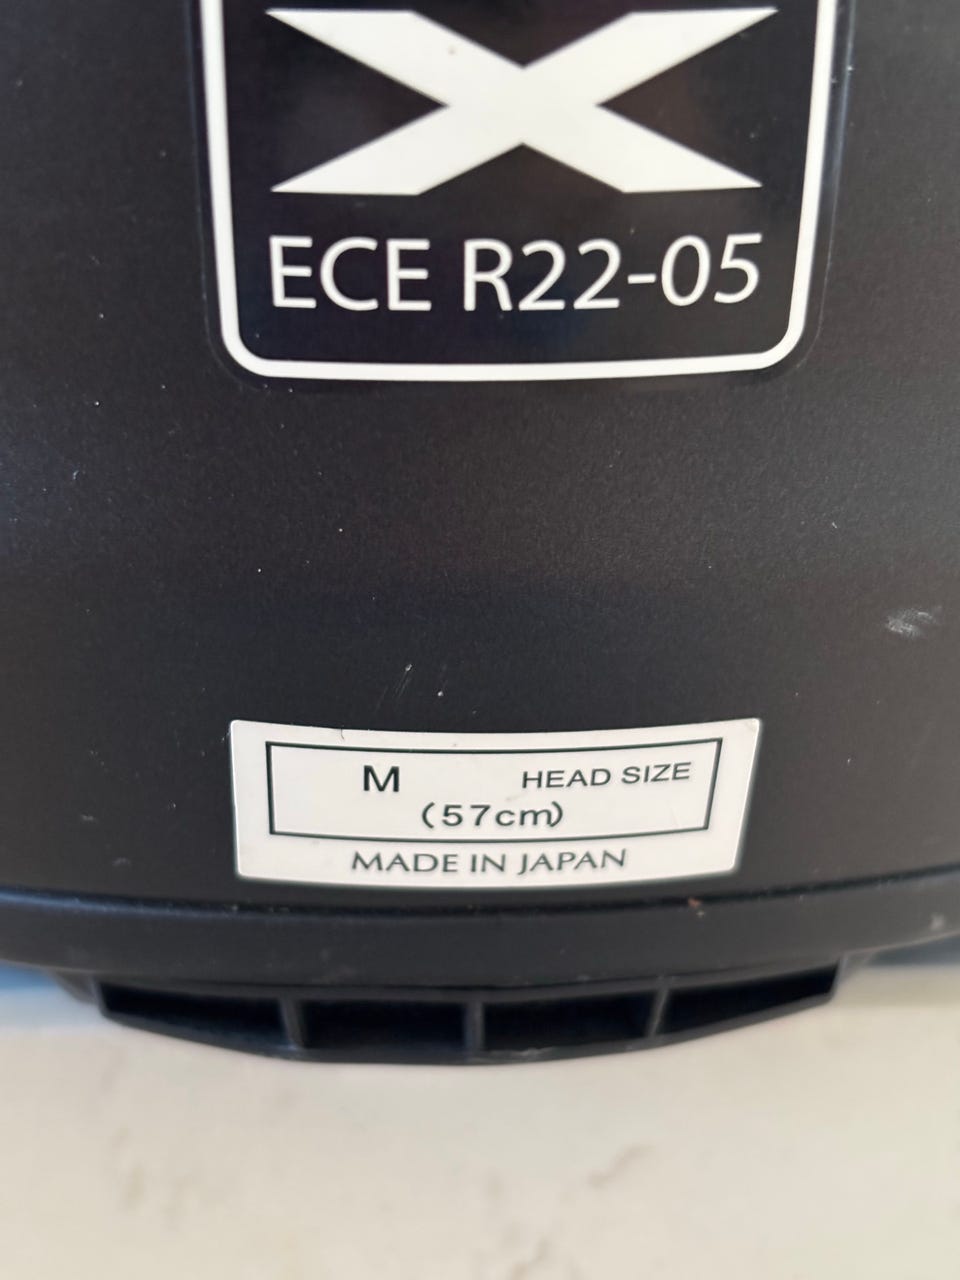 X
ECE R22-05
M HEAD SIZE
(57cm)
MADE IN JAPAN